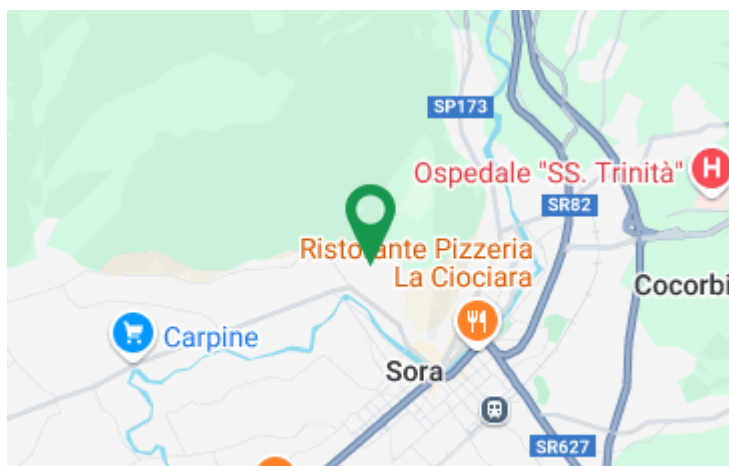 SP173
Ospedale "SS. Trinità"
H
SR82
Ristorante Pizzeria
La Ciociara
Cocorbi
Carpine
Sora
SR627